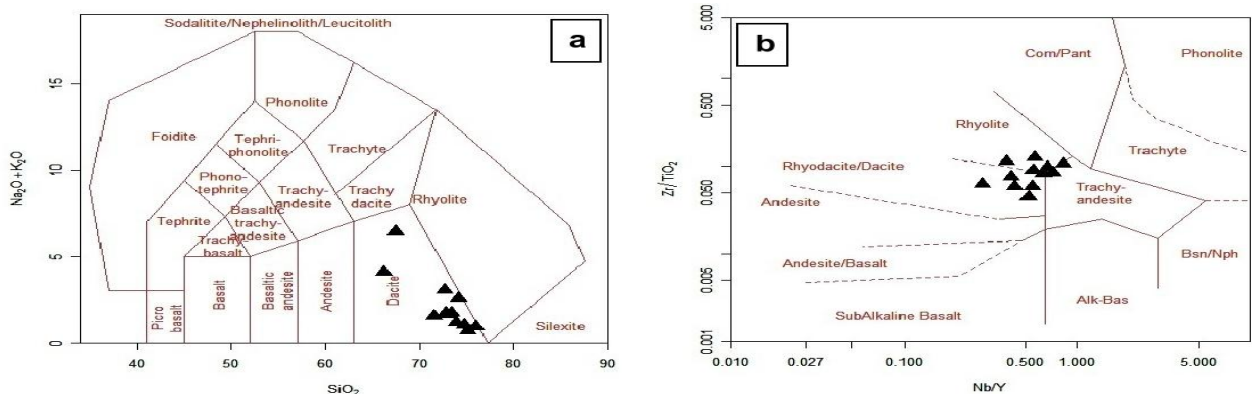 Sodalitite/Nephelinolith/Leucitolith
a
15
10
5
0
Na₂O+K₂O
Phonolite
Foidite
Tephri-
phonolite
Trachyte
Phono-
tephrite
Trachy-
andesite
Trachy
dacite
Rhyolite
Tephrite
Basaltic
trachy-
andesite
Trachy-
basalt
Picro
basalt
Basalt
Basaltic
andesite
Andesite
Dacite
Silexite
40 50 60 70 80 90
SiO₂
b
5.000
0.500
0.050
0.005
0.001
Zr/TiO₂
Com/Pant
Phonolite
Rhyolite
Trachyte
Rhyodacite/Dacite
Trachy-
andesite
Andesite
Andesite/Basalt
Bsn/Nph
Alk-Bas
SubAlkaline Basalt
0.010 0.027 0.100 0.500 1.000 5.000
Nb/Y